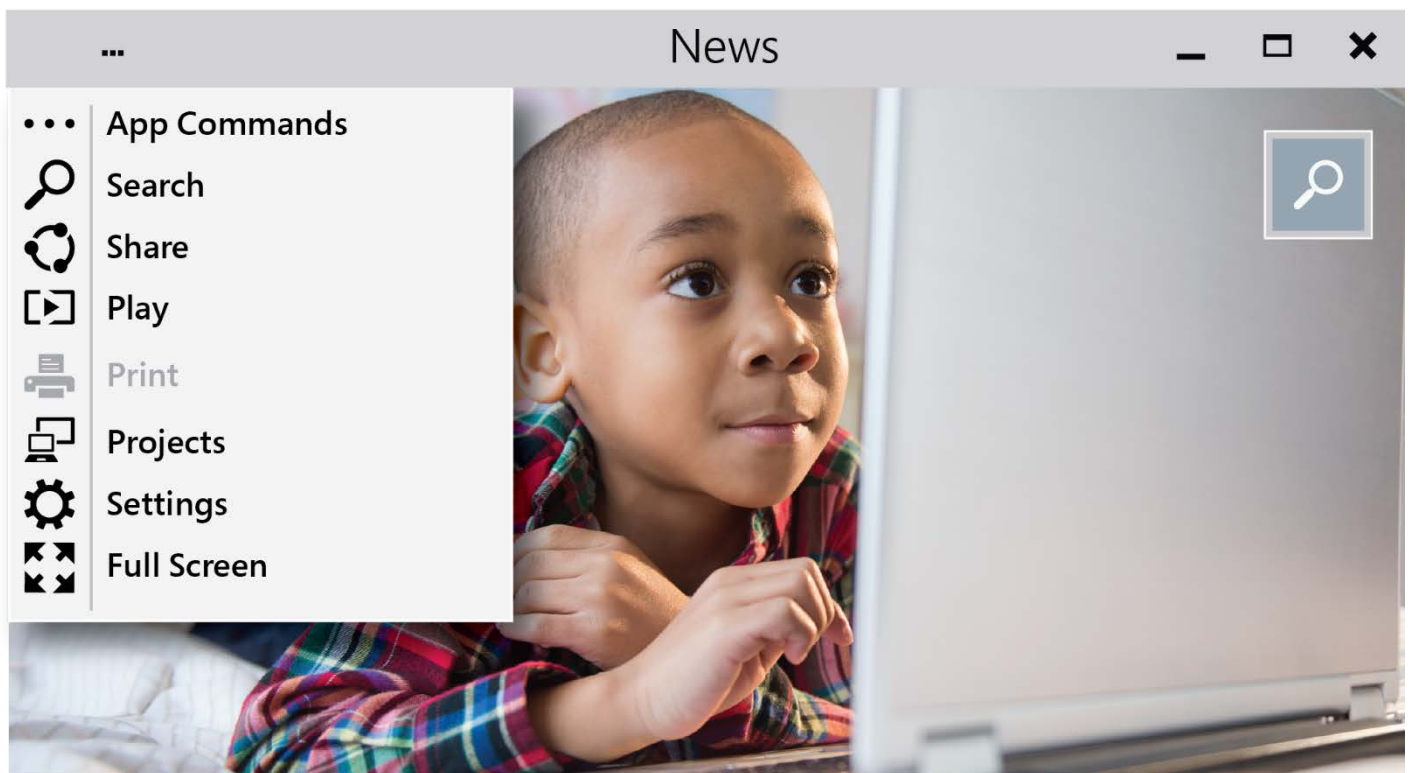 News
App Commands
Search
Share
Play
Print
Projects
Settings
Full Screen